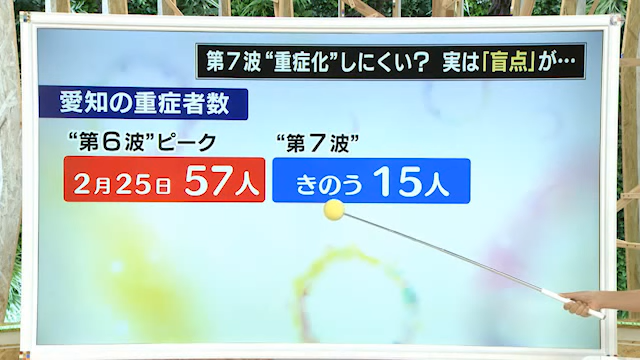 第7波“重症化”しにくい? 実は「盲点」が…
愛知の重症者数
“第6波”ピーク
2月25日 57人
“第7波”
きのう 15人